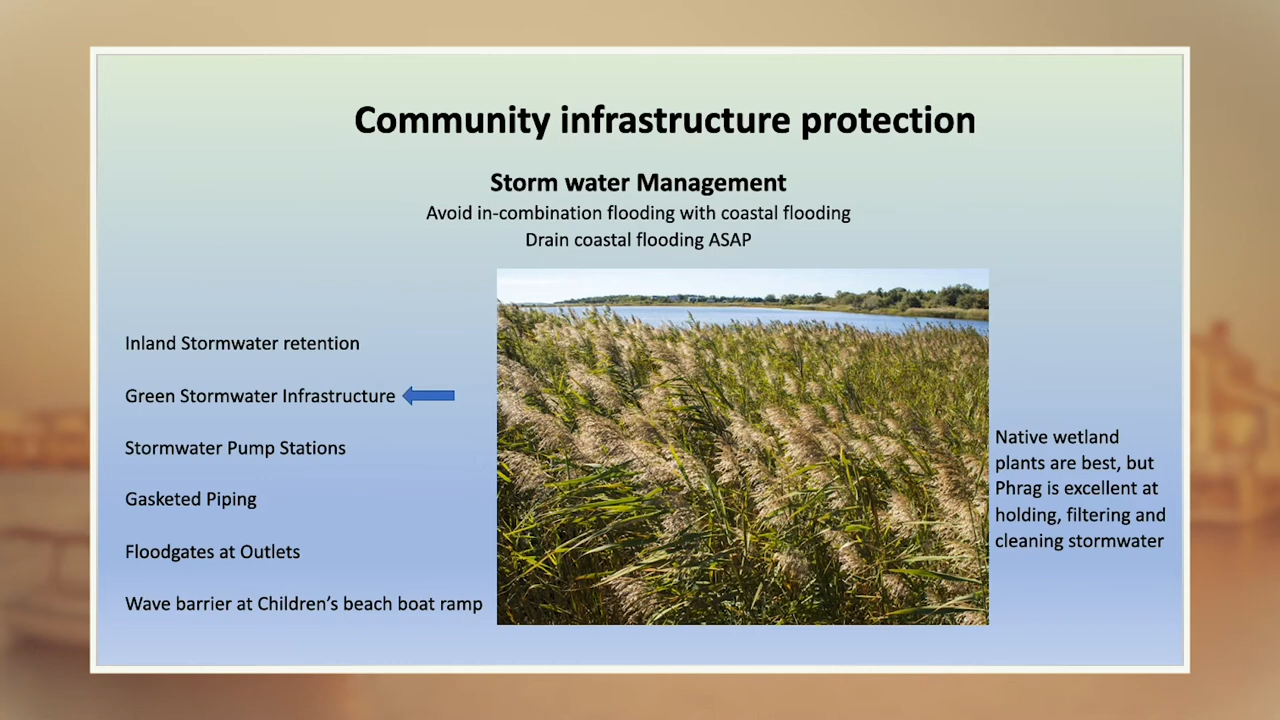 Community infrastructure protection
Storm water Management
Avoid in-combination flooding with coastal flooding
Drain coastal flooding ASAP
Inland Stormwater retention
Green Stormwater Infrastructure
Stormwater Pump Stations
Gasketed Piping
Floodgates at Outlets
Wave barrier at Children’s beach boat ramp
Native wetland
plants are best, but
Phrag is excellent at
holding, filtering and
cleaning stormwater